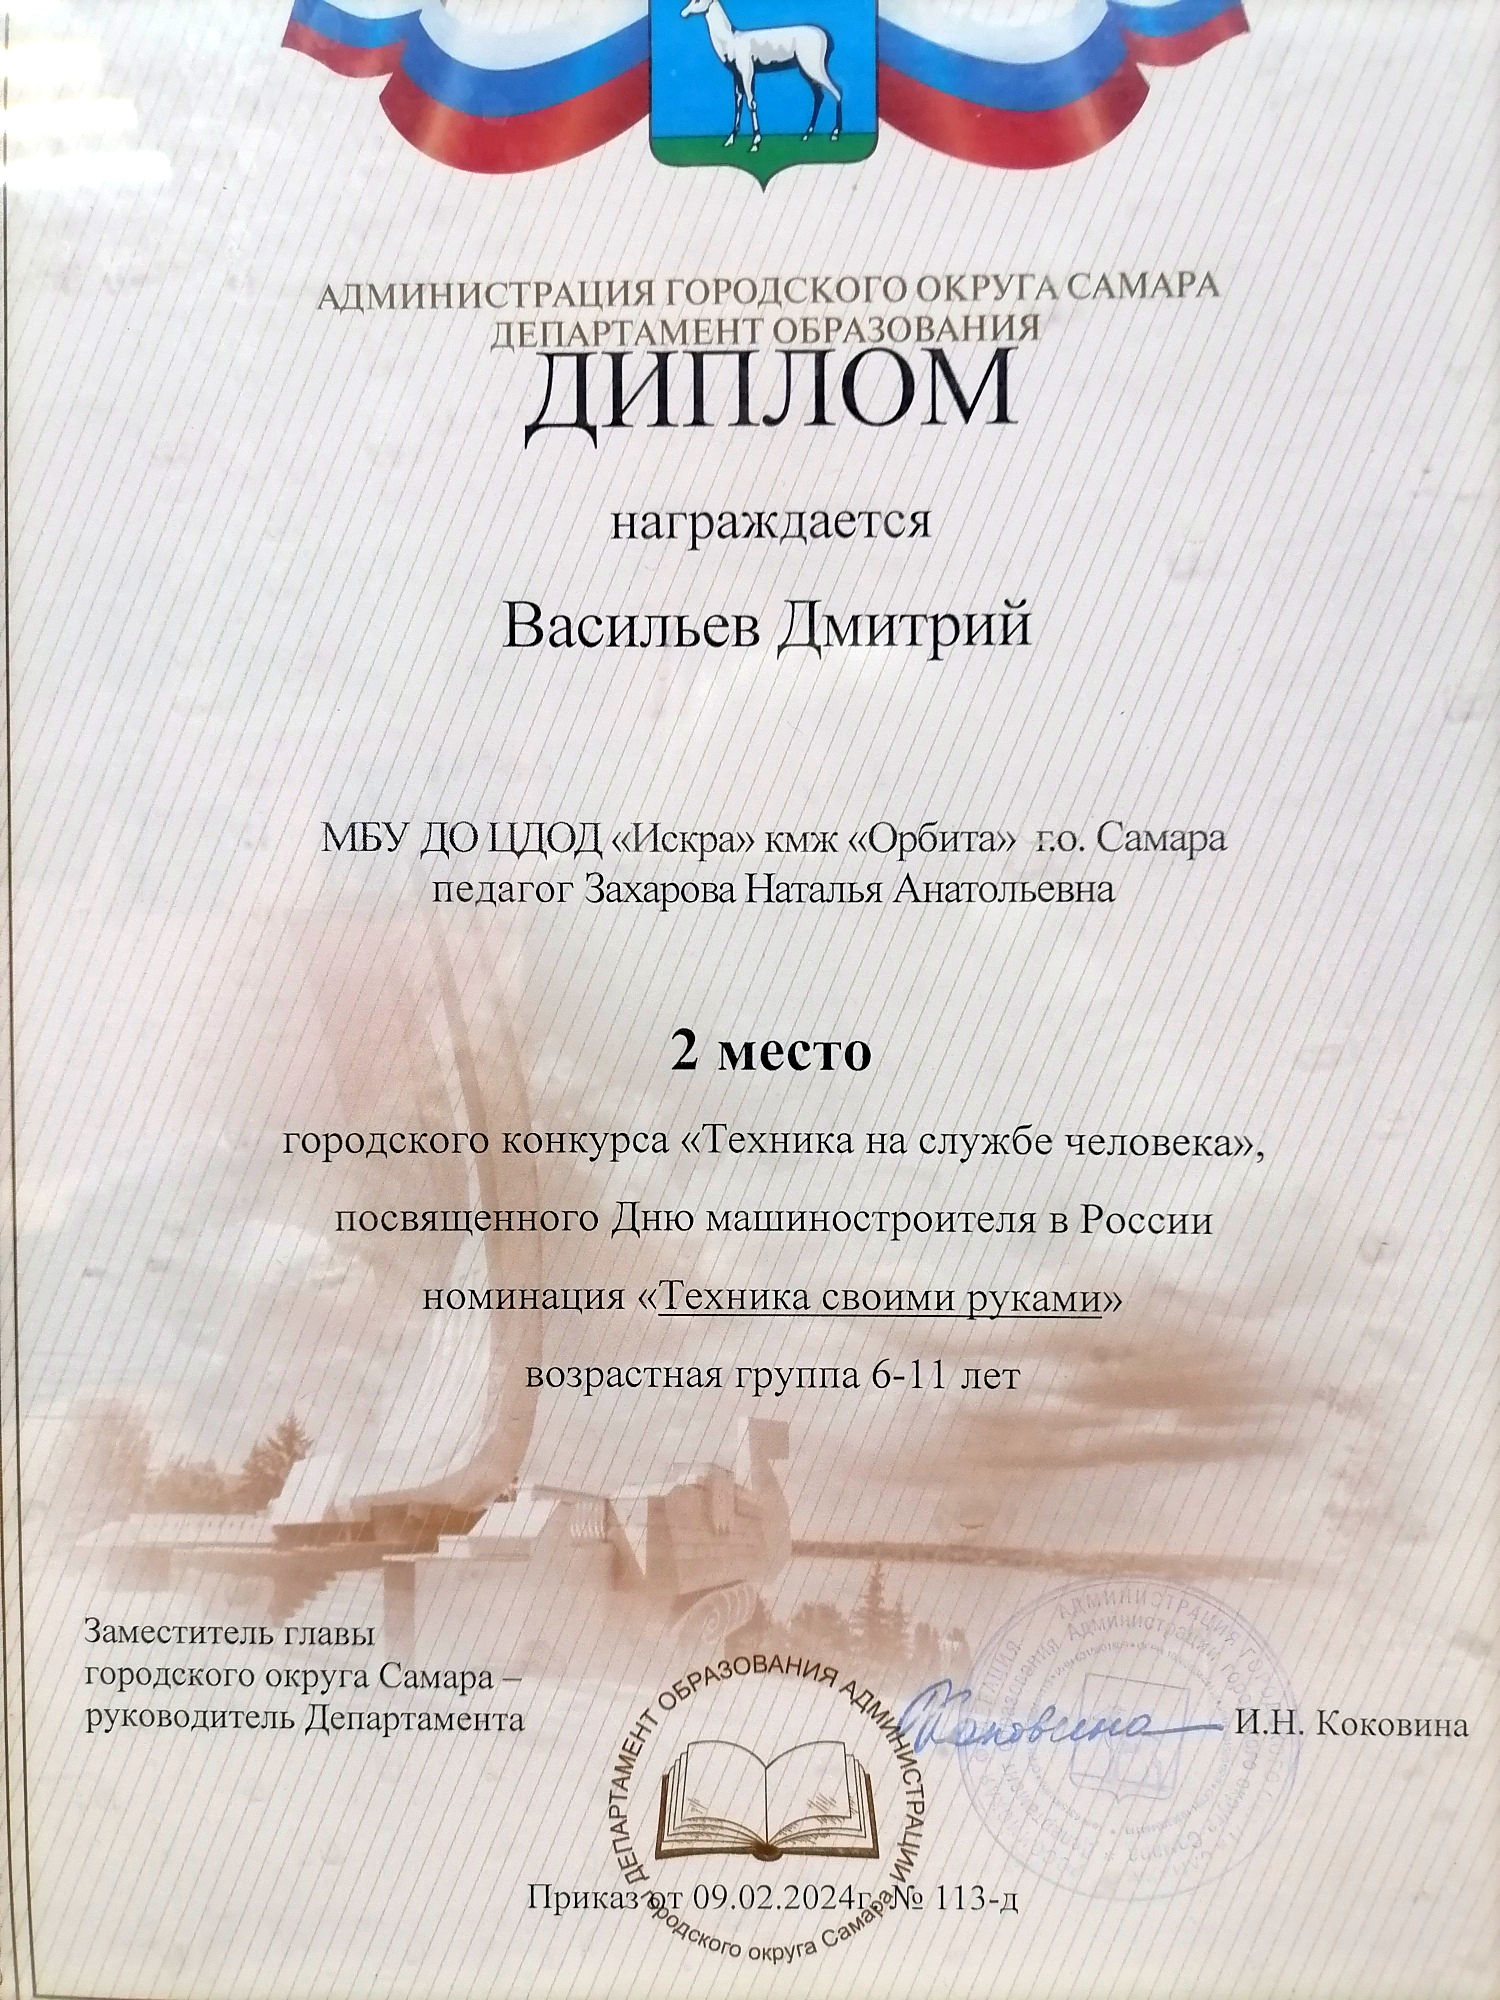 АДМИНИСТРАЦИЯ ГОРОДСКОГО ОКРУГА САМАРА
ДЕПАРТАМЕНТ ОБРАЗОВАНИЯ
ДИПЛОМ
награждается
Васильев Дмитрий
МБУ ДО ЦДОД «Искра» кмж «Орбита» г.о. Самара
педагог Захарова Наталья Анатольевна
2 место
городского конкурса «Техника на службе человека»,
посвященного Дню машиностроителя в России
номинация «Техника своими руками»
возрастная группа 6-11 лет
Заместитель главы
городского округа Самара –
руководитель Департамента
И.Н. Коковина
ДЕПАРТАМЕНТ ОБРАЗОВАНИЯ АДМИНИСТРАЦИИ
городского округа Самара
Приказ от 09.02.2024г. № 113-д